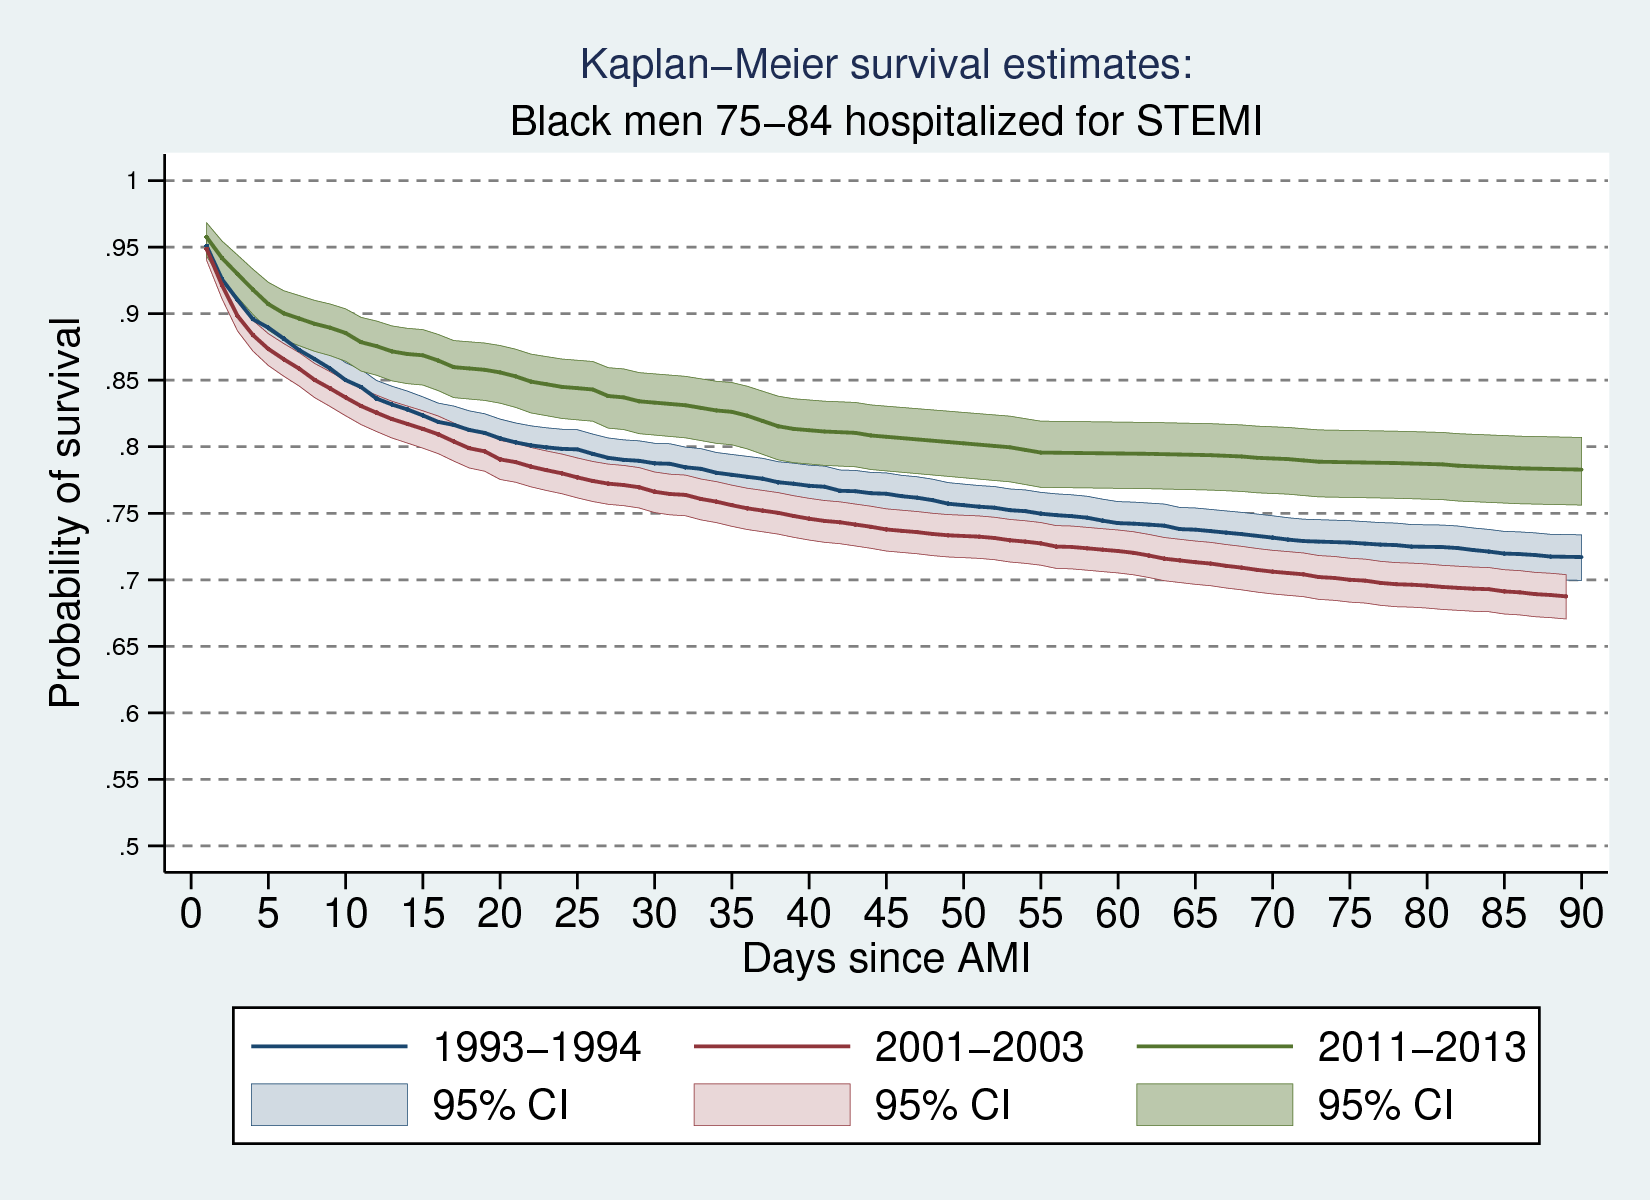 Kaplan–Meier survival estimates:
Black men 75–84 hospitalized for STEMI
Probability of survival
1
.95
.9
.85
.8
.75
.7
.65
.6
.55
.5
0 5 10 15 20 25 30 35 40 45 50 55 60 65 70 75 80 85 90
Days since AMI
1993–1994 2001–2003 2011–2013
95% CI 95% CI 95% CI